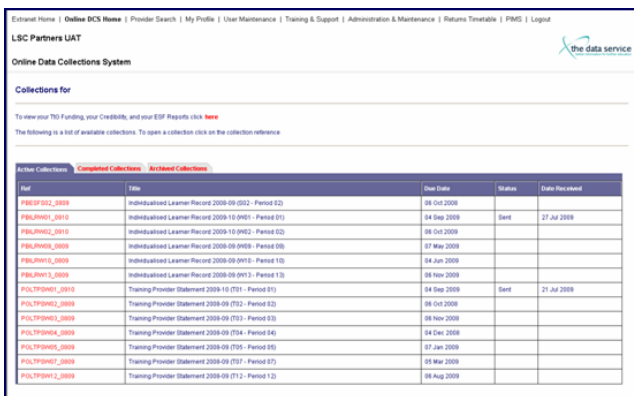 Extranet Home | Online DCS Home | Provider Search | My Profile | User Maintenance | Training & Support | Administration & Maintenance | Returns Timetable | PIMS | Logout
LSC Partners UAT
the data service
Online Data Collections System
Collections for
To view your TtG Funding, your Credibility, and your ESF Reports click here
The following is a list of available collections. To open a collection click on the collection reference
Active Collections Completed Collections Archived Collections
Ref Title Due Date Status Date Received
PBESFS02_0809 Individualised Learner Record 2008-09 (S02 - Period 02) 06 Oct 2008
PBILRW01_0910 Individualised Learner Record 2009-10 (W01 - Period 01) 04 Sep 2009 Sent 27 Jul 2009
PBILRW02_0910 Individualised Learner Record 2009-10 (W02 - Period 02) 06 Oct 2009
PBILRW09_0809 Individualised Learner Record 2008-09 (W09 - Period 09) 07 May 2009
PBILRW10_0809 Individualised Learner Record 2008-09 (W10 - Period 10) 04 Jun 2009
PBILRW13_0809 Individualised Learner Record 2008-09 (W13 - Period 13) 06 Nov 2009
POLTPSW01_0910 Training Provider Statement 2009-10 (T01 - Period 01) 04 Sep 2009 Sent 21 Jul 2009
POLTPSW02_0809 Training Provider Statement 2008-09 (T02 - Period 02) 06 Oct 2008
POLTPSW03_0809 Training Provider Statement 2008-09 (T03 - Period 03) 06 Nov 2008
POLTPSW04_0809 Training Provider Statement 2008-09 (T04 - Period 04) 04 Dec 2008
POLTPSW05_0809 Training Provider Statement 2008-09 (T05 - Period 05) 07 Jan 2009
POLTPSW07_0809 Training Provider Statement 2008-09 (T07 - Period 07) 05 Mar 2009
POLTPSW12_0809 Training Provider Statement 2008-09 (T12 - Period 12) 06 Aug 2009